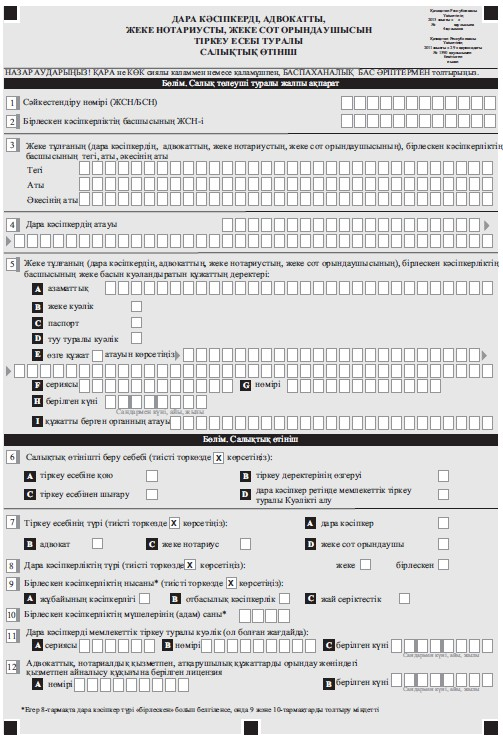 ДАРА КӘСІПКЕРДІ, АДВОКАТТЫ,
ЖЕКЕ НОТАРИУСТЫ, ЖЕКЕ СОТ ОРЫНДАУШЫСЫН
ТІРКЕУ ЕСЕБІ ТУРАЛЫ
САЛЫҚТЫҚ ӨТІНІШ
НАЗАР АУДАРЫҢЫЗ! ҚАРА не КӨК сиялы қаламмен немесе қаламұшпен, БАСПАХАНАЛЫҚ БАС ӘРІПТЕРМЕН толтырыңыз.
Бөлім. Салық төлеуші туралы жалпы ақпарат
1 Сәйкестендіру нөмірі (ЖСН/БСН)
2 Бірлескен кәсіпкерліктің басшысының ЖСН-і
3 Жеке тұлғаның (дара кәсіпкердің, адвокаттың, жеке нотариустың, жеке сот орындаушысының), бірлескен кәсіпкерліктің
басшысының тегі, аты, әкесінің аты
Тегі
Аты
Әкесінің аты
4 Дара кәсіпкердің атауы
5 Жеке тұлғаның (дара кәсіпкердің, адвокаттың, жеке нотариустың, жеке сот орындаушысының), бірлескен кәсіпкерліктің
басшысының жеке басын куәландыратын құжаттың деректері:
A азаматтық
B жеке куәлік
C паспорт
D туу туралы куәлік
E өзге құжат атауын көрсетіңіз
F сериясы G нөмірі
H берілген күні
Сандармен күні, айы, жылы
I құжатты берген органның атауы
Бөлім. Салықтық өтініш
6 Салықтық өтінішті беру себебі (тиісті торкөзде X көрсетіңіз):
A тіркеу есебіне қою B тіркеу деректерінің өзгеруі
C тіркеу есебінен шығару D дара кәсіпкер ретінде мемлекеттік тіркеу
туралы Куәлікті алу
7 Тіркеу есебінің түрі (тиісті торкөзде X көрсетіңіз): A дара кәсіпкер
B адвокат C жеке нотариус D жеке сот орындаушы
8 Дара кәсіпкерліктің түрі (тиісті торкөзде X көрсетіңіз): жеке бірлескен
9 Бірлескен кәсіпкерліктің нысаны* (тиісті торкөзде X көрсетіңіз):
A жұбайының кәсіпкерлігі B отбасылық кәсіпкерлік C жай серіктестік
10 Бірлескен кәсіпкерліктің мүшелерінің (адам) саны*
11 Дара кәсіпкерді мемлекеттік тіркеу туралы куәлік (ол болған жағдайда):
A сериясы B нөмірі C берілген күні
Сандармен күні, айы, жылы
12 Адвокаттық, нотариалдық қызметпен, атқарушылық құжаттарды орындау жөніндегі
қызметпен айналысу құқығына берілген лицензия
A нөмірі B берілген күні
Сандармен күні, айы, жылы
*Егер 8-тармақта дара кәсіпкер түрі «бірлескен» болып белгіленсе, онда 9 және 10-тармақтарды толтыру міндетті